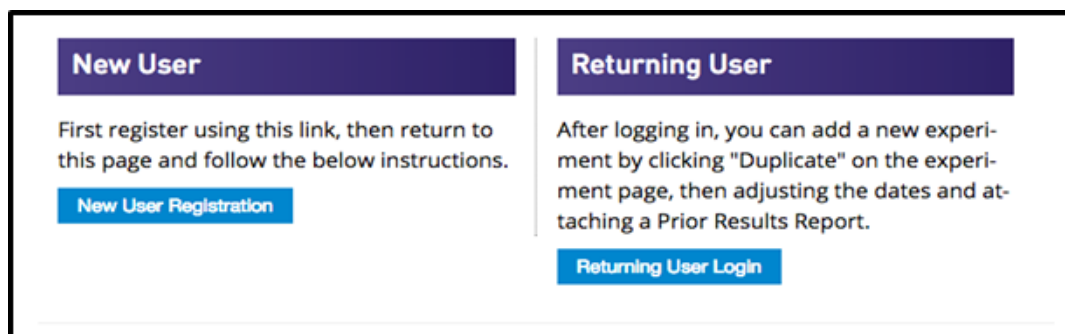 New User
First register using this link, then return to
this page and follow the below instructions.
New User Registration
Returning User
After logging in, you can add a new experi-
ment by clicking "Duplicate" on the experi-
ment page, then adjusting the dates and at-
taching a Prior Results Report.
Returning User Login